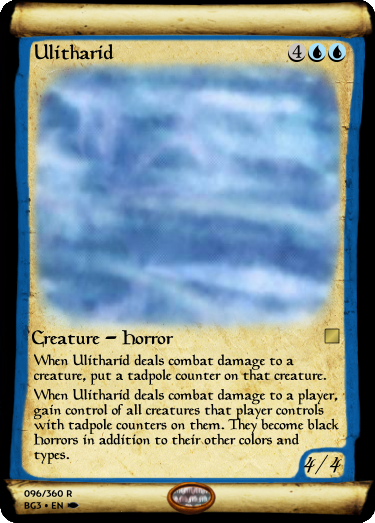 Ulitharid 4
Creature – Horror
When Ulitharid deals combat damage to a
creature, put a tadpole counter on that creature.
When Ulitharid deals combat damage to a player,
gain control of all creatures that player controls
with tadpole counters on them. They become black
horrors in addition to their other colors and
types.
4/4
096/360 R
BG3 • EN